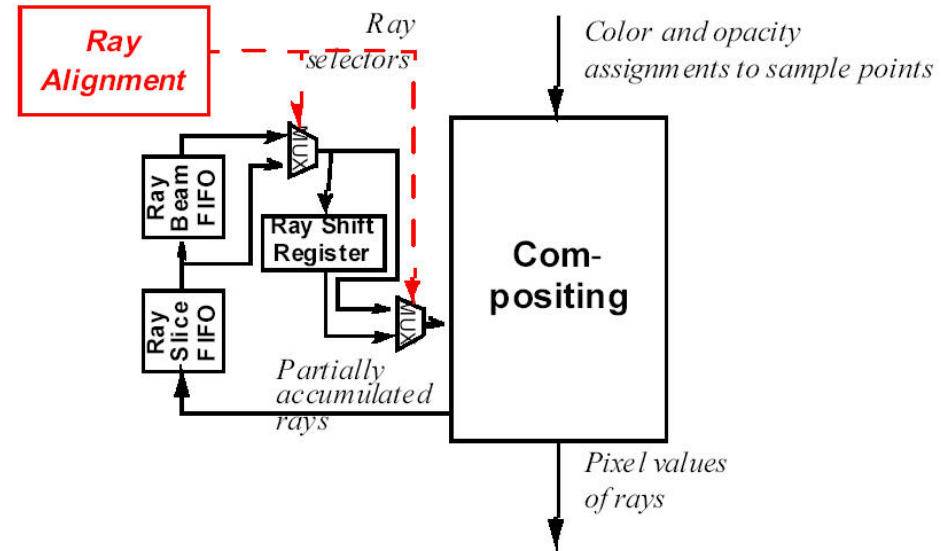 Ray
Alignment
Ray
selectors
Color and opacity
assignments to sample points
MUX
Ray
Beam
FIFO
Ray Shift
Register
Com-
positing
Ray
Slice
FIFO
MUX
Partially
accumulated
rays
Pixel values
of rays